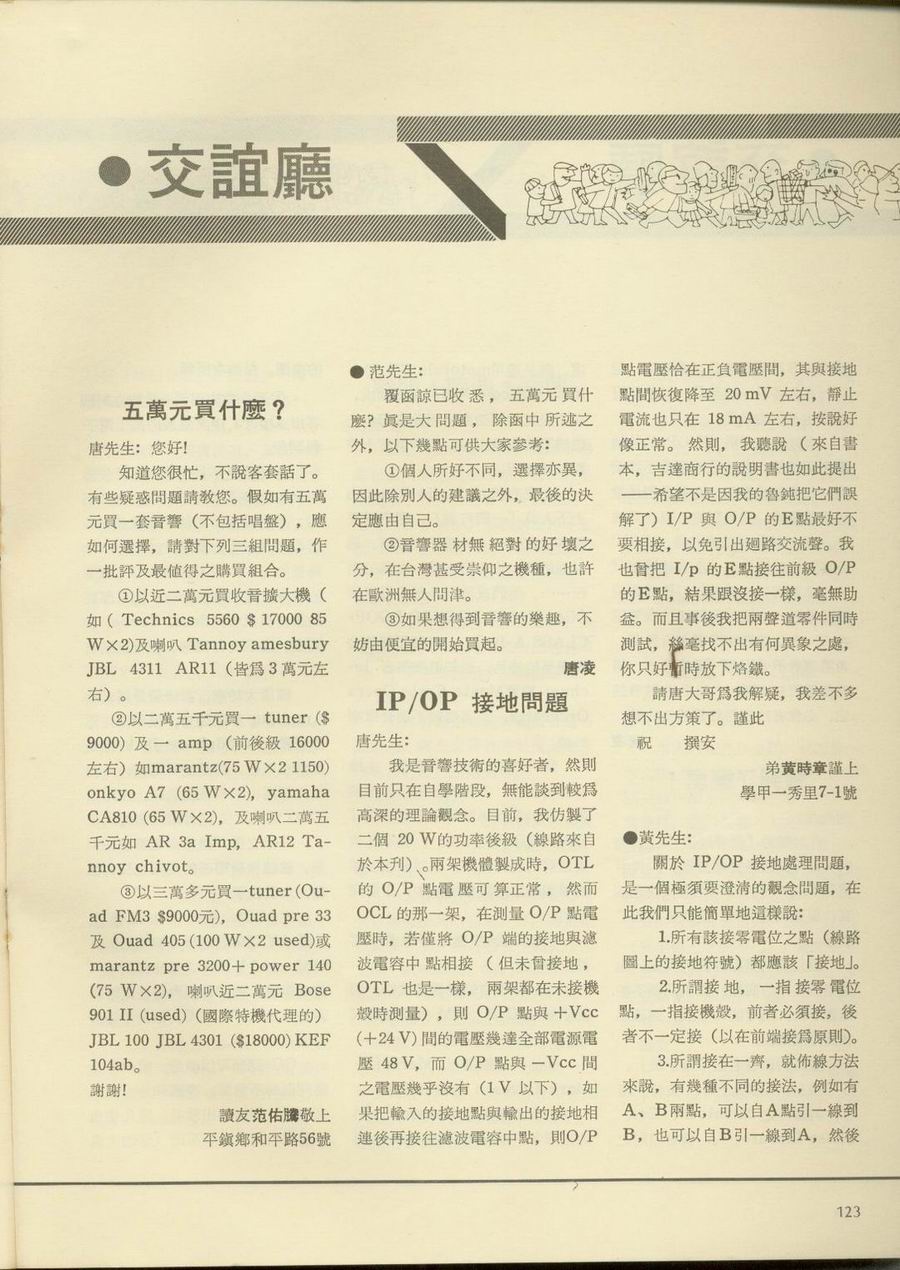 ●交誼廳
五萬元買什麼？
唐先生：您好！
知道您很忙，不說客套話了。
有些疑惑問題請敎您。假如有五萬
元買一套音響（不包括唱盤），應
如何選擇，請對下列三組問題，作
一批評及最値得之購買組合。
①以近二萬元買收音擴大機（
如（ Technics 5560 $ 17000 85
W×2)及喇叭 Tannoy amesbury
JBL 4311 AR11（皆爲3萬元左
右）。
②以二萬五千元買一 tuner ($
9000) 及一 amp （前後級 16000
左右）如marantz(75 W×2 1150)
onkyo A7 (65 W×2)， yamaha
CA810 (65 W×2)， 及喇叭二萬五
千元如 AR 3a Imp, AR12 Ta-
nnoy chivot。
③以三萬多元買一tuner (Ou-
ad FM3 $9000元)，Ouad pre 33
及 Ouad 405 (100 W×2 used)或
marantz pre 3200＋power 140
(75 W×2)， 喇叭近二萬元 Bose
901 II (used)（國際特機代理的）
JBL 100 JBL 4301 ($18000) KEF
104ab。
謝謝！
讀友范佑騰敬上
平鎭鄉和平路56號
●范先生：
覆函諒已收悉，五萬元買什
麼？眞是大問題，除函中所述之
外，以下幾點可供大家參考：
①個人所好不同，選擇亦異，
因此除別人的建議之外，最後的決
定應由自己。
②音響器材無絕對的好壞之
分，在台灣甚受崇仰之機種，也許
在歐洲無人問津。
③如果想得到音響的樂趣，不
妨由便宜的開始買起。
唐凌
IP/OP 接地問題
唐先生：
我是音響技術的喜好者，然則
目前只在自學階段，無能談到較爲
高深的理論觀念。目前，我仿製了
二個 20 W的功率後級（線路來自
於本刋）。兩架機體製成時，OTL
的 O/P 點電壓可算正常，然而
OCL 的那一架，在測量 O/P 點電
壓時，若僅將 O/P 端的接地與濾
波電容中點相接（但未曾接地，
OTL 也是一樣，兩架都在未接機
殼時測量），則 O/P 點與 ＋Vcc
(＋24 V) 間的電壓幾達全部電源電
壓 48 V，而 O/P 點與 －Vcc 間
之電壓幾乎沒有（1 V 以下），如
果把輸入的接地點與輸出的接地相
連後再接往濾波電容中點，則O/P
點電壓恰在正負電壓間，其與接地
點間恢復降至 20 mV 左右，靜止
電流也只在 18 mA 左右，按說好
像正常。然則，我聽說（來自書
本，吉達商行的說明書也如此提出
——希望不是因我的魯鈍把它們誤
解了）I/P 與 O/P 的E點最好不
要相接，以免引出廻路交流聲。我
也曾把 I/p 的E點接往前級 O/P
的E點，結果跟沒接一樣，毫無助
益。而且事後我把兩聲道零件同時
測試，絲毫找不出有何異象之處，
你只好暫時放下烙鐵。
請唐大哥爲我解疑，我差不多
想不出方策了。謹此
祝　　撰安
弟黃時章謹上
學甲一秀里7-1號
●黃先生：
關於 IP/OP 接地處理問題，
是一個極須要澄淸的觀念問題，在
此我們只能簡單地這樣說：
1.所有該接零電位之點（線路
圖上的接地符號）都應該「接地」。
2.所謂接地，一指接零電位
點，一指接機殼，前者必須接，後
者不一定接（以在前端接爲原則）。
3.所謂接在一齊，就佈線方法
來說，有幾種不同的接法，例如有
A、B兩點，可以自A點引一線到
B，也可以自B引一線到A，然後
123